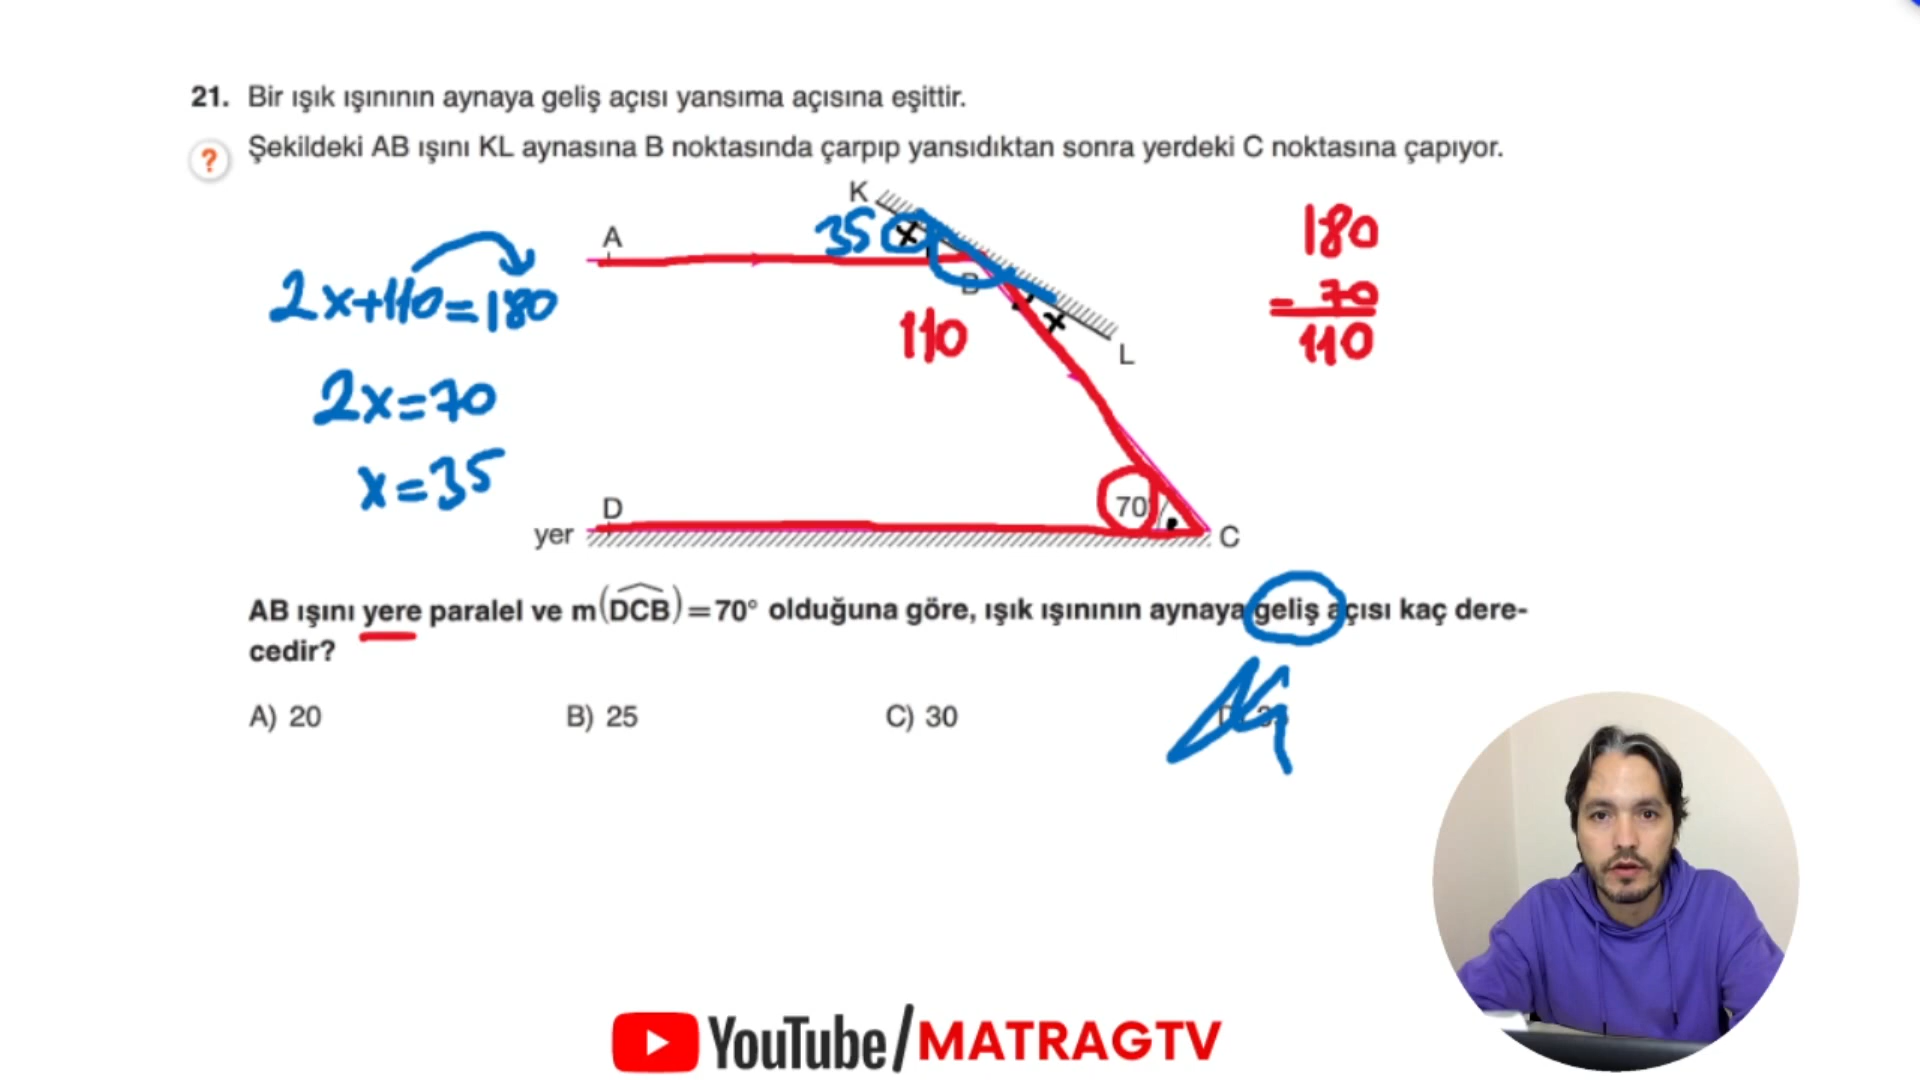 21. Bir ışık ışınının aynaya geliş açısı yansıma açısına eşittir.
? Şekildeki AB ışını KL aynasına B noktasında çarpıp yansıdıktan sonra yerdeki C noktasına çapıyor.
K
A
35 x
180
- 70
110
2x+110=180
B
110
x
L
2x=70
x=35
D
70
yer
C
AB ışını yere paralel ve m(DCB)=70° olduğuna göre, ışık ışınının aynaya geliş açısı kaç dere-
cedir?
A) 20
B) 25
C) 30
YouTube/MATRAGTV